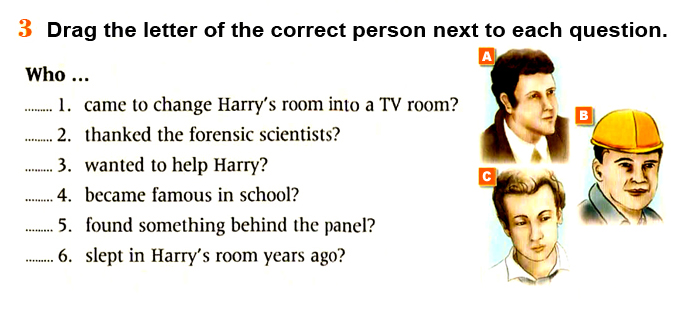 3 Drag the letter of the correct person next to each question.
Who ...
......... 1. came to change Harry's room into a TV room?
......... 2. thanked the forensic scientists?
......... 3. wanted to help Harry?
......... 4. became famous in school?
......... 5. found something behind the panel?
......... 6. slept in Harry's room years ago?
A
B
C